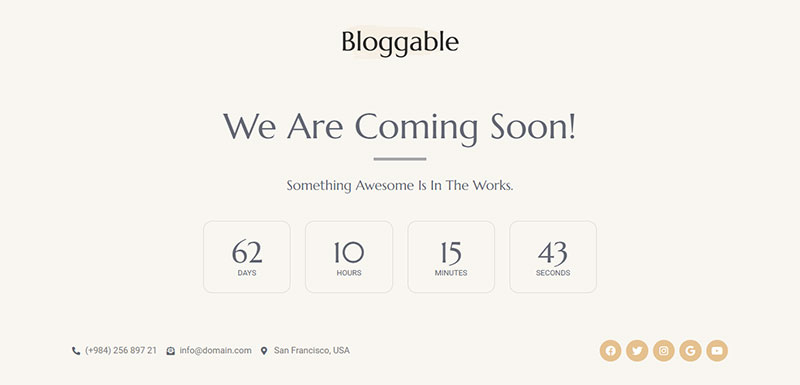 Bloggable
We Are Coming Soon!
Something Awesome Is In The Works.
62 10 15 43
DAYS HOURS MINUTES SECONDS
(+984) 256 897 21 info@domain.com San Francisco, USA